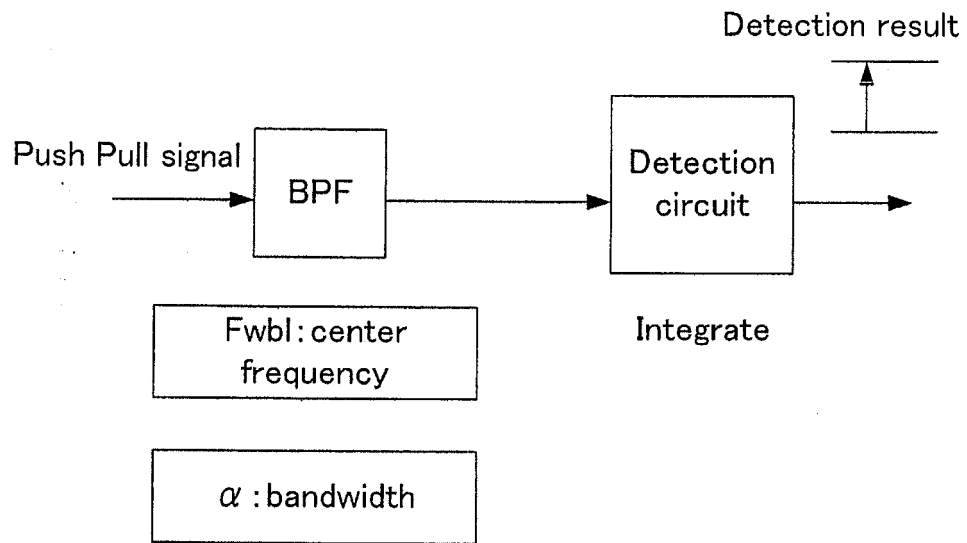 Detection result
Push Pull signal
BPF
Detection
circuit
Fwbl:center
frequency
Integrate
α:bandwidth